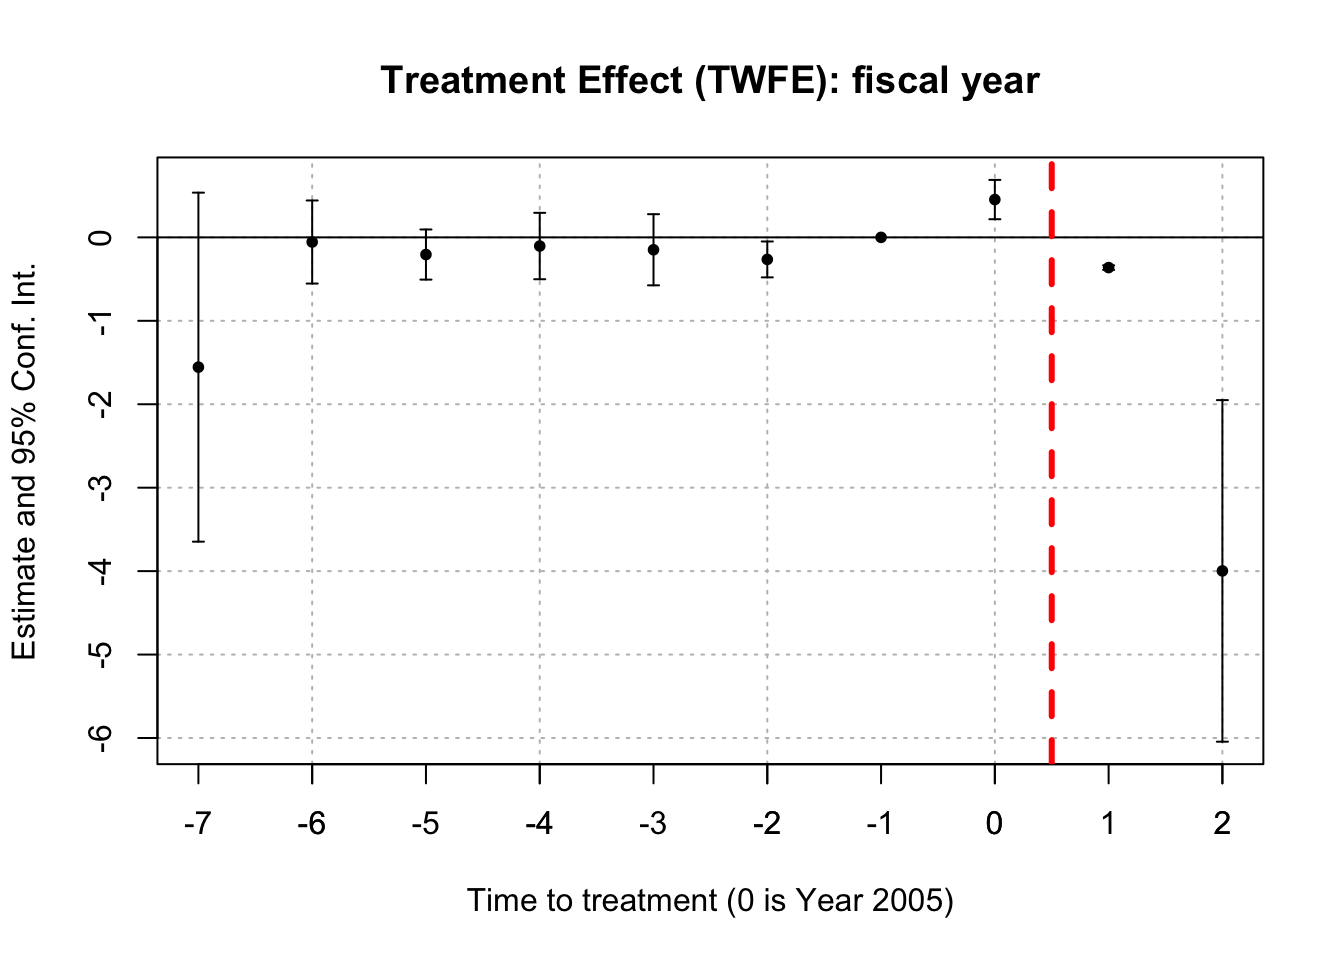 Treatment Effect (TWFE): fiscal year
Estimate and 95% Conf. Int.
0
-1
-2
-3
-4
-5
-6
-7 -6 -5 -4 -3 -2 -1 0 1 2
Time to treatment (0 is Year 2005)